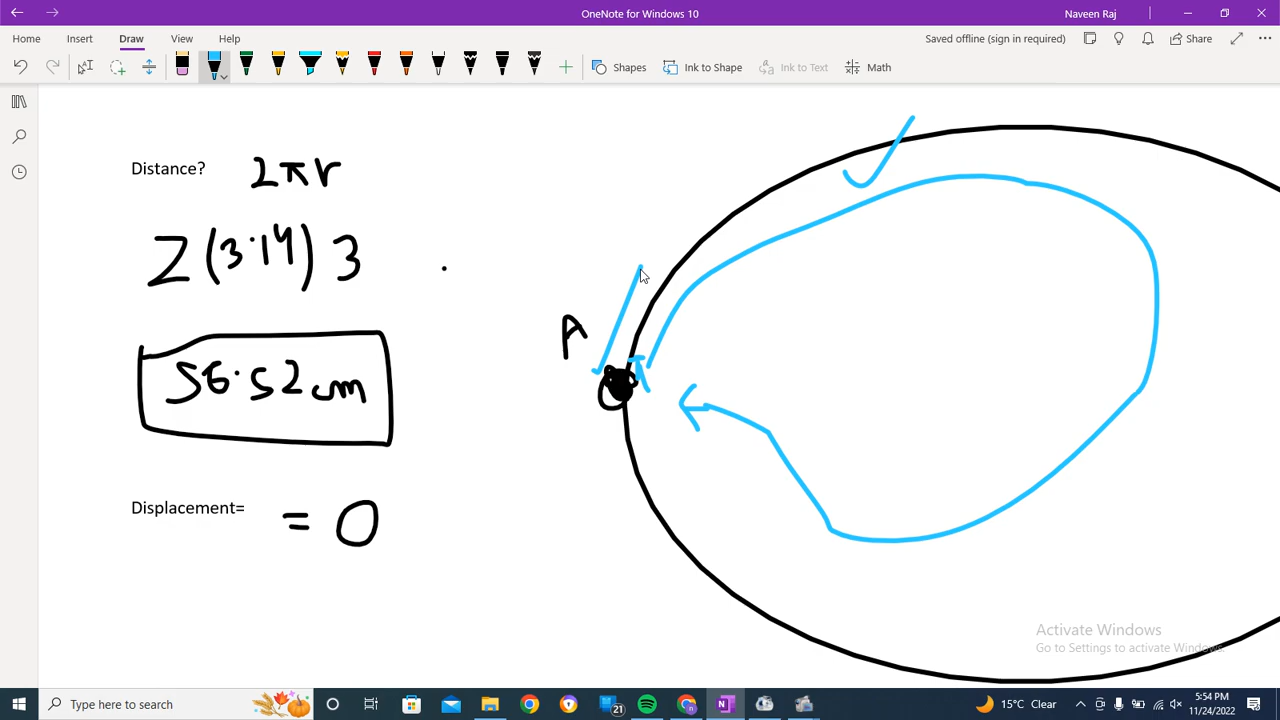 OneNote for Windows 10
Naveen Raj
Home Insert Draw View Help
Saved offline (sign in required)
Share
Shapes
Ink to Shape
Ink to Text
Math
Distance? 2πr
2(3.14)3
A
56.52cm
Displacement= = 0
Activate Windows
Go to Settings to activate Windows.
Type here to search
21
15°C Clear
5:54 PM
11/24/2022